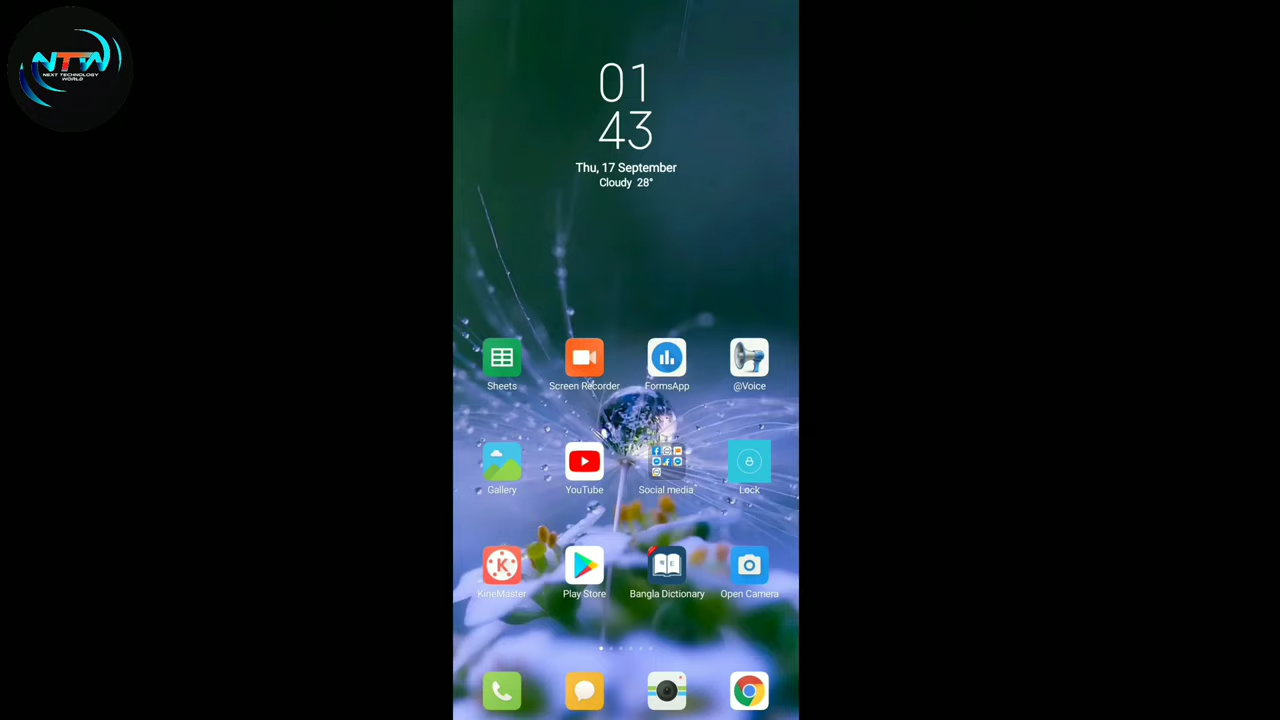 NTW
NEXT TECHNOLOGY
WORLD
01
43
Thu, 17 September
Cloudy 28°
Sheets
Screen Recorder
FormsApp
@Voice
Gallery
YouTube
Social media
Lock
KineMaster
Play Store
Bangla Dictionary
Open Camera